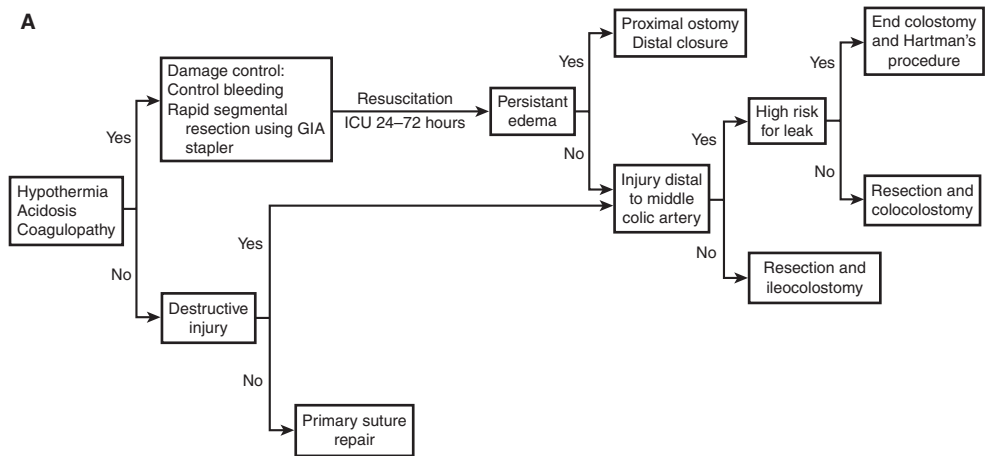 A
Hypothermia
Acidosis
Coagulopathy
Yes
No
Damage control:
Control bleeding
Rapid segmental
resection using GIA
stapler
Resuscitation
ICU 24–72 hours
Destructive
injury
Yes
No
Primary suture
repair
Persistant
edema
Yes
No
Proximal ostomy
Distal closure
Injury distal
to middle
colic artery
Yes
No
High risk
for leak
Resection and
ileocolostomy
Yes
No
End colostomy
and Hartman's
procedure
Resection and
colocolostomy